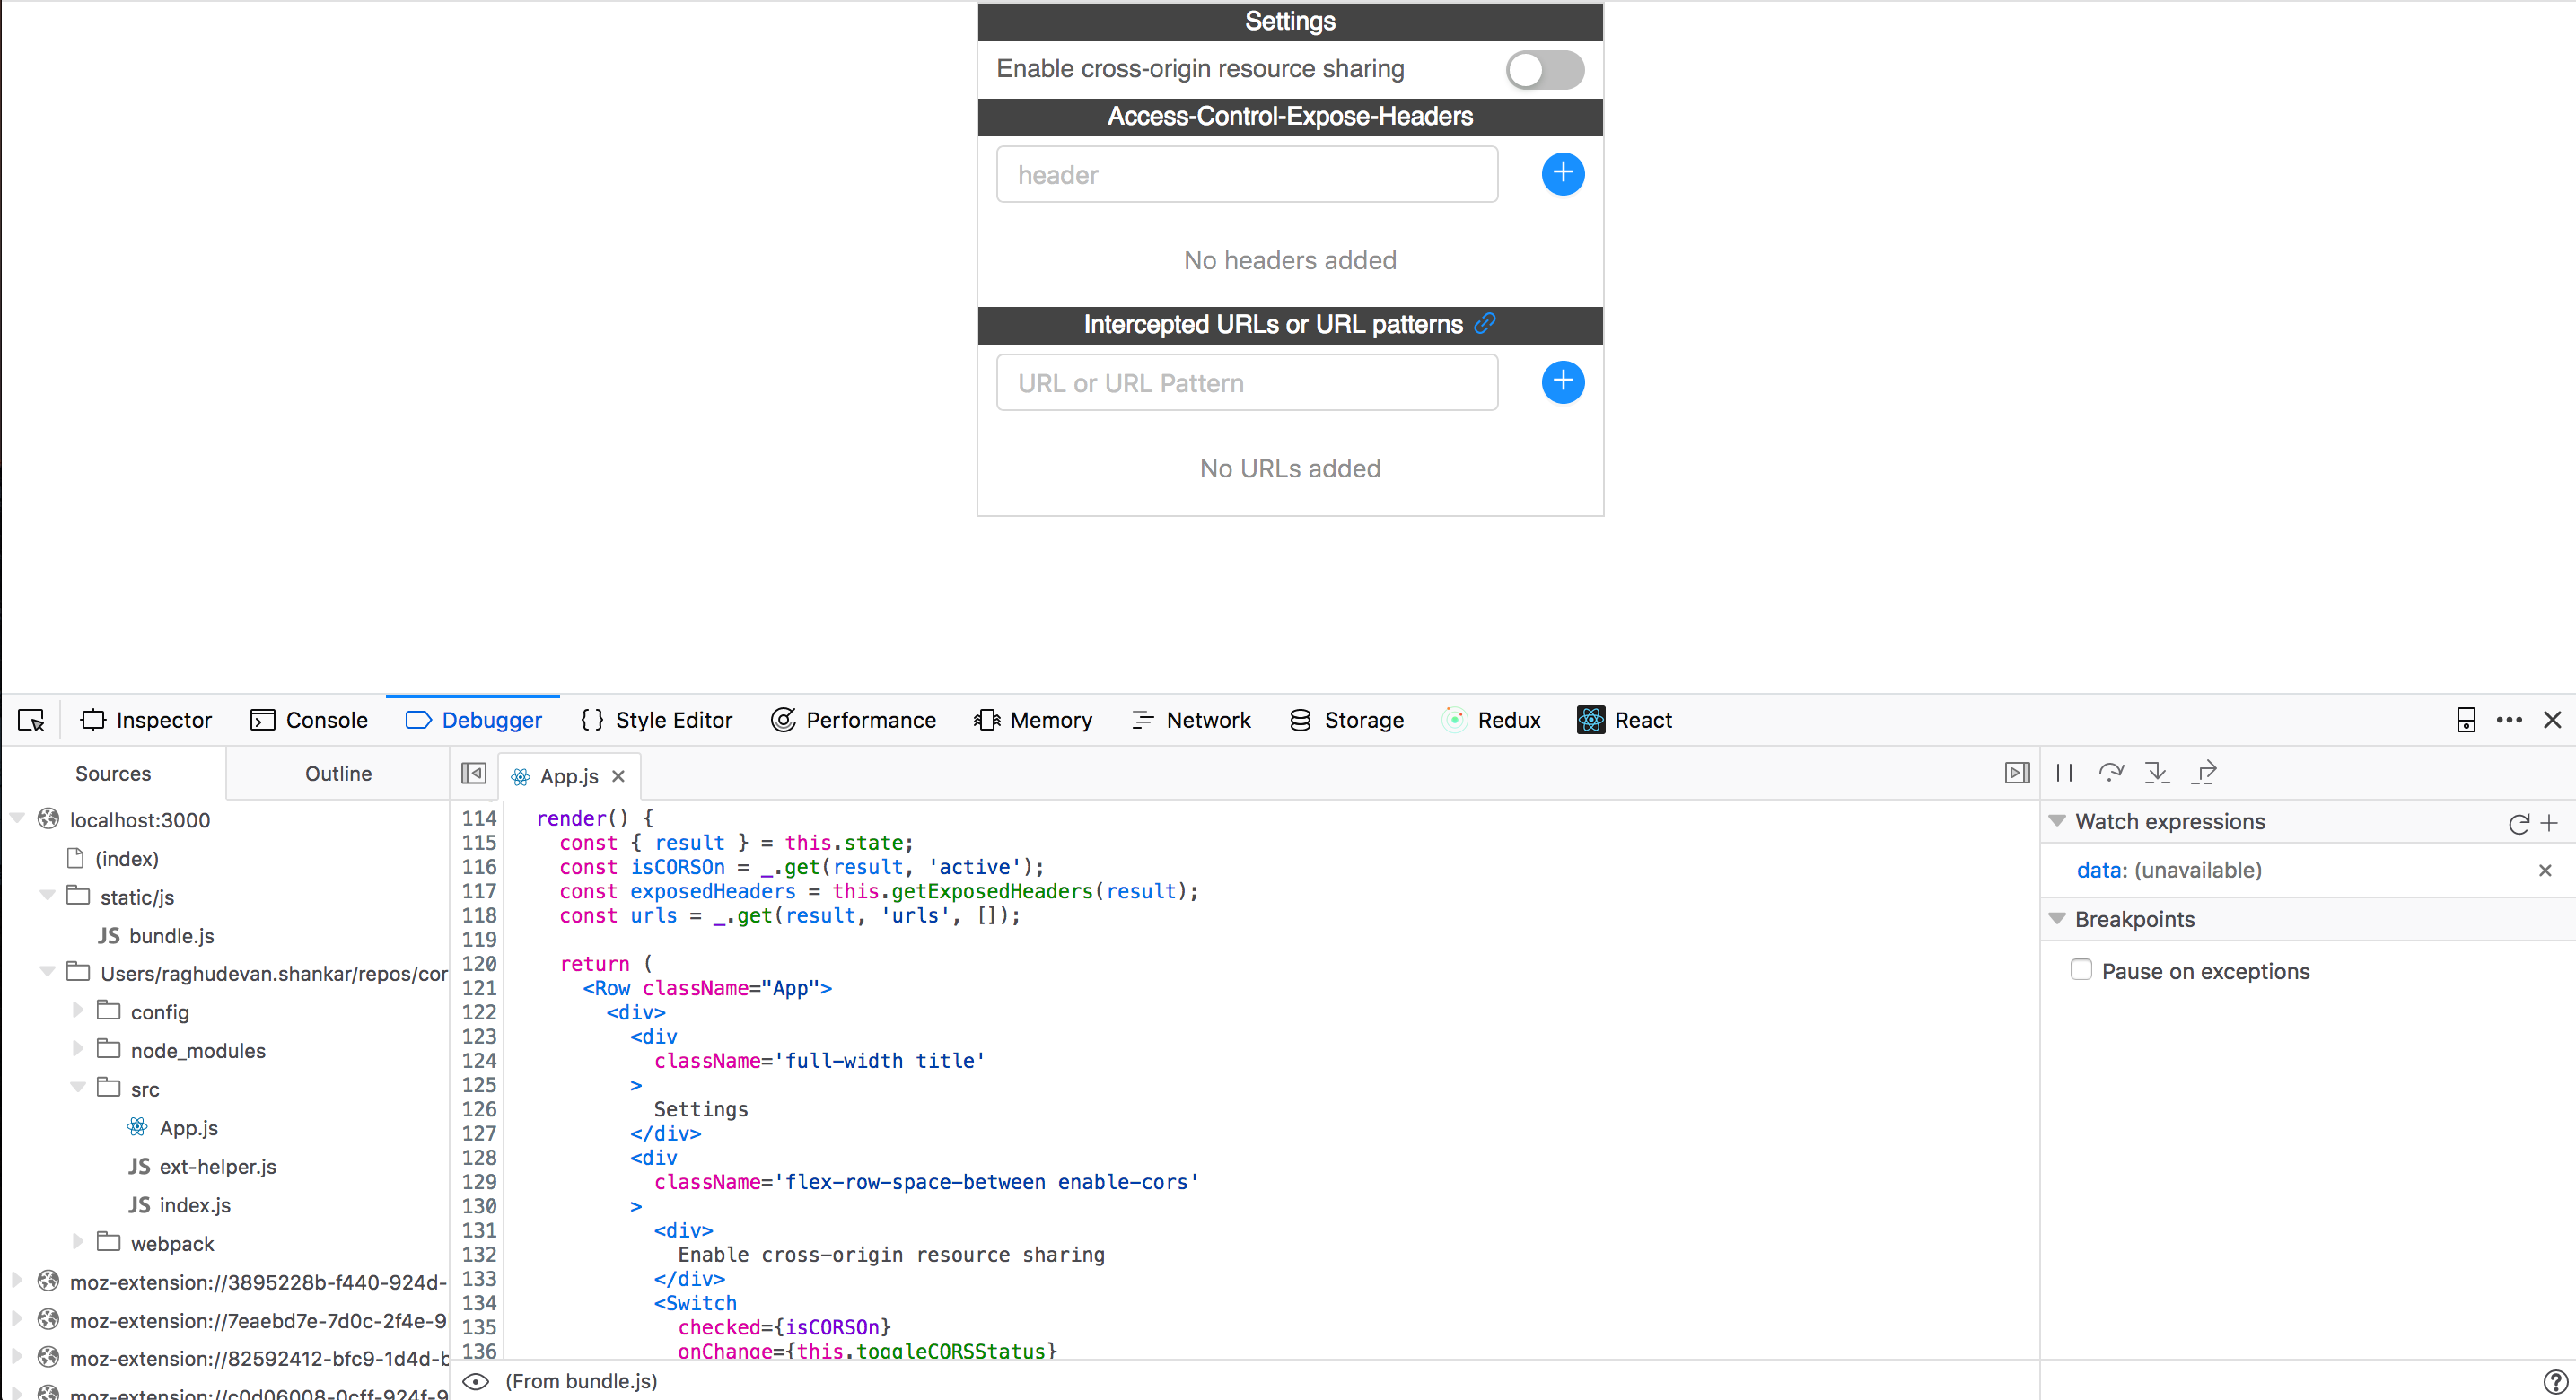 Settings
Enable cross-origin resource sharing
Access-Control-Expose-Headers
header
No headers added
Intercepted URLs or URL patterns
URL or URL Pattern
No URLs added
Inspector Console Debugger Style Editor Performance Memory Network Storage Redux React
Sources Outline
localhost:3000
(index)
static/js
JS bundle.js
Users/raghudevan.shankar/repos/cor
config
node_modules
src
App.js
JS ext-helper.js
JS index.js
webpack
moz-extension://3895228b-f440-924d-
moz-extension://7eaebd7e-7d0c-2f4e-9
moz-extension://82592412-bfc9-1d4d-b
moz-extension://c0d06008-0cff-924f-9
App.js
114 render() {
115 const { result } = this.state;
116 const isCORSOn = _.get(result, 'active');
117 const exposedHeaders = this.getExposedHeaders(result);
118 const urls = _.get(result, 'urls', []);
119
120 return (
121 <Row className="App">
122 <div>
123 <div
124 className='full-width title'
125 >
126 Settings
127 </div>
128 <div
129 className='flex-row-space-between enable-cors'
130 >
131 <div>
132 Enable cross-origin resource sharing
133 </div>
134 <Switch
135 checked={isCORSOn}
136 onChange={this.toggleCORSStatus}
(From bundle.js)
Watch expressions
data: (unavailable)
Breakpoints
Pause on exceptions